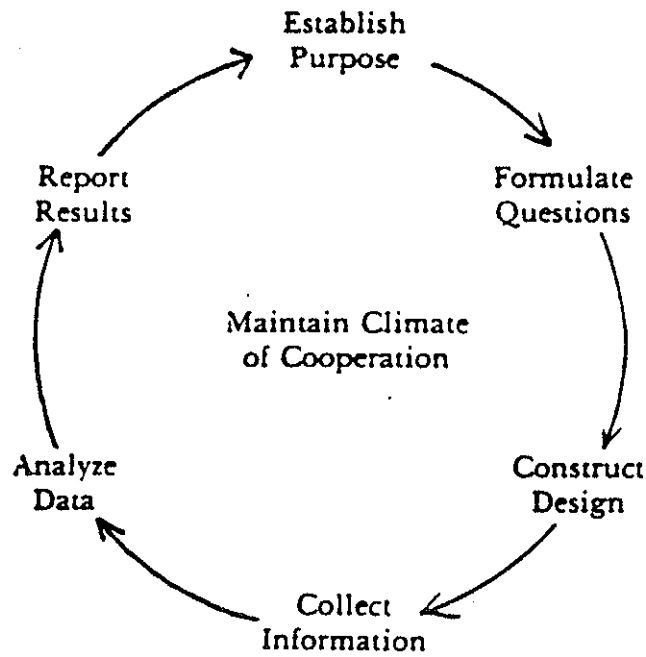 Establish
Purpose
Formulate
Questions
Construct
Design
Collect
Information
Analyze
Data
Report
Results
Maintain Climate
of Cooperation